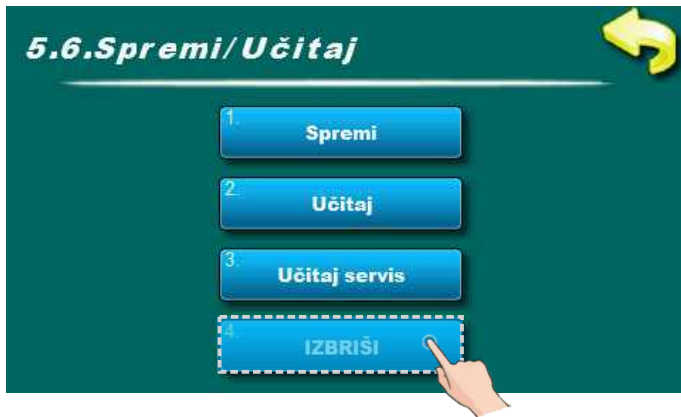 5.6.Spremi/Učitaj
1.
Spremi
2.
Učitaj
3.
Učitaj servis
4.
IZBRIŠI